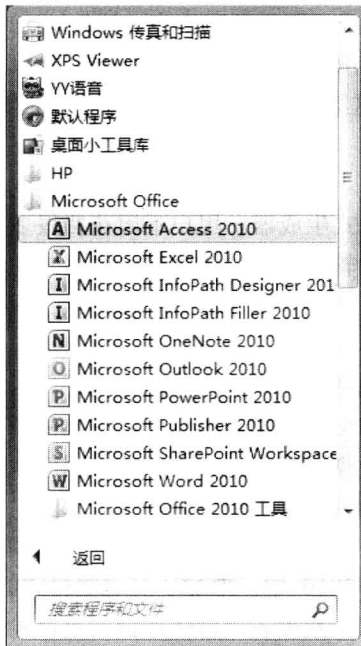 Windows 传真和扫描
XPS Viewer
YY语音
默认程序
桌面小工具库
HP
Microsoft Office
Microsoft Access 2010
Microsoft Excel 2010
Microsoft InfoPath Designer 201
Microsoft InfoPath Filler 2010
Microsoft OneNote 2010
Microsoft Outlook 2010
Microsoft PowerPoint 2010
Microsoft Publisher 2010
Microsoft SharePoint Workspace
Microsoft Word 2010
Microsoft Office 2010 工具
返回
搜索程序和文件